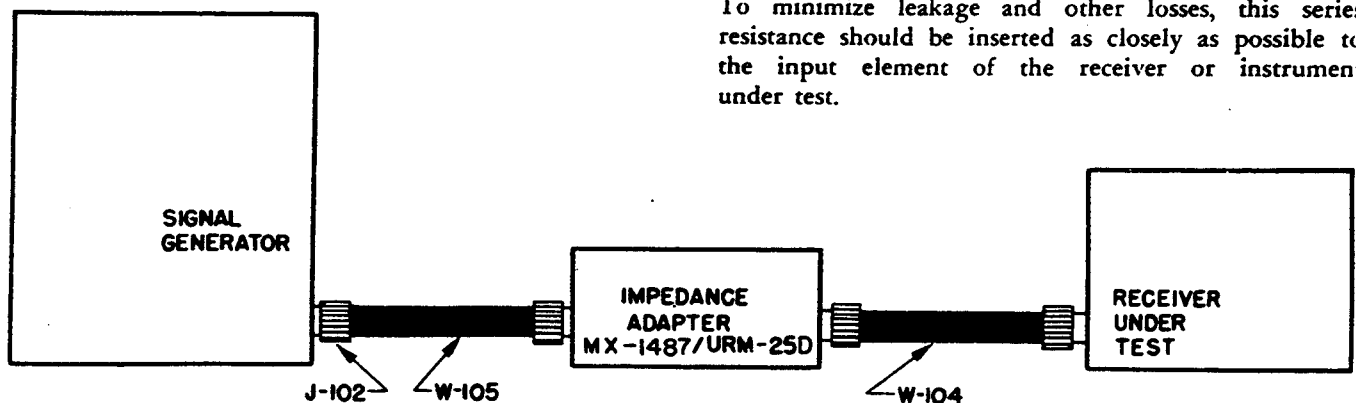 To minimize leakage and other losses, this series
resistance should be inserted as closely as possible to
the input element of the receiver or instrument
under test.
SIGNAL
GENERATOR
IMPEDANCE
ADAPTER
MX-1487/URM-25D
RECEIVER
UNDER
TEST
J-102
W-105
W-104